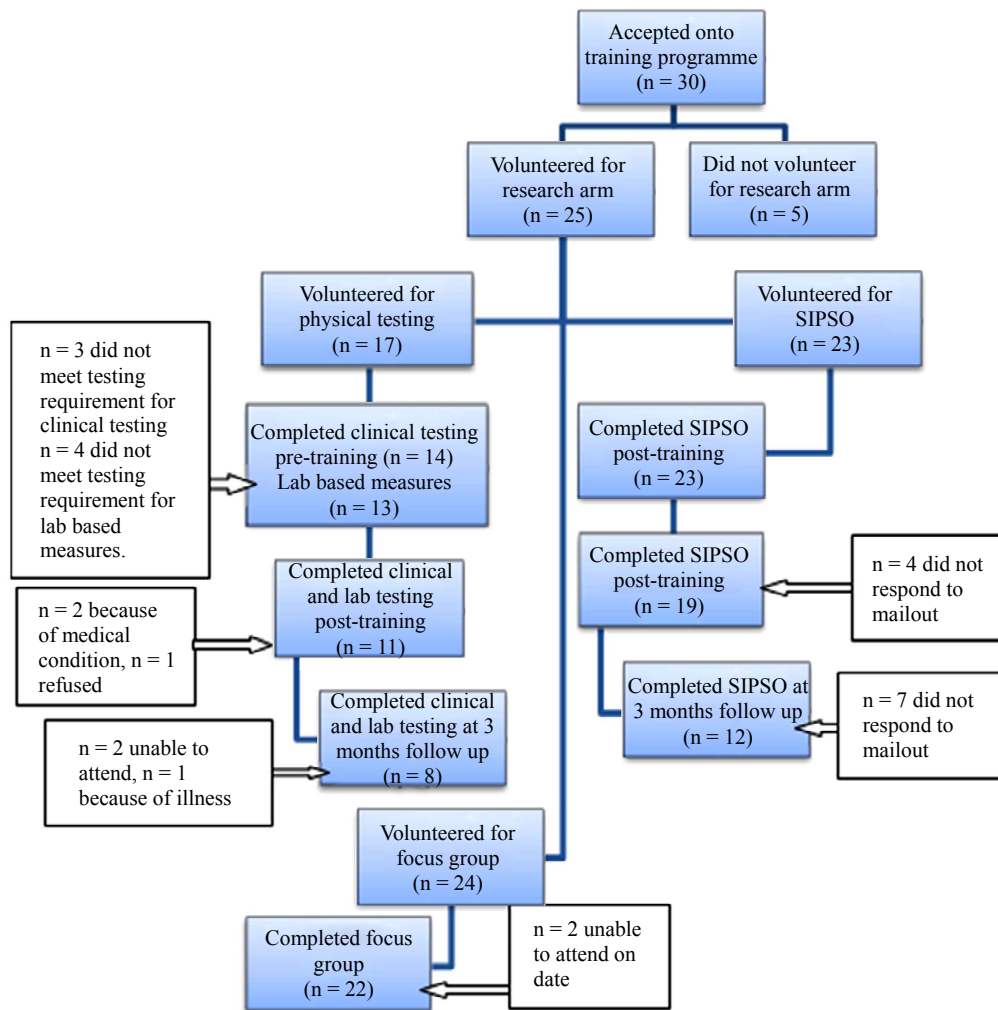 Accepted onto
training programme
(n = 30)
Volunteered for
research arm
(n = 25)
Did not volunteer
for research arm
(n = 5)
Volunteered for
physical testing
(n = 17)
Volunteered for
SIPSO
(n = 23)
n = 3 did not
meet testing
requirement for
clinical testing
n = 4 did not
meet testing
requirement for
lab based
measures.
Completed clinical testing
pre-training (n = 14)
Lab based measures
(n = 13)
Completed SIPSO
post-training
(n = 23)
Completed clinical
and lab testing
post-training
(n = 11)
Completed SIPSO
post-training
(n = 19)
n = 4 did not
respond to
mailout
n = 2 because
of medical
condition, n = 1
refused
Completed clinical
and lab testing at 3
months follow up
(n = 8)
Completed SIPSO at
3 months follow up
(n = 12)
n = 7 did not
respond to
mailout
n = 2 unable to
attend, n = 1
because of illness
Volunteered for
focus group
(n = 24)
Completed focus
group
(n = 22)
n = 2 unable
to attend on
date